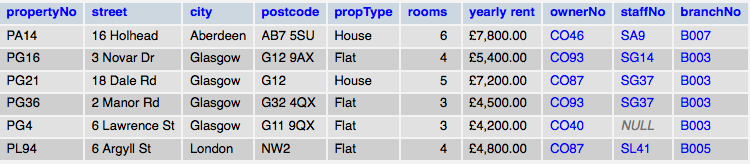 propertyNo street city postcode propType rooms yearly rent ownerNo staffNo branchNo
PA14 16 Holhead Aberdeen AB7 5SU House 6 £7,800.00 CO46 SA9 B007
PG16 3 Novar Dr Glasgow G12 9AX Flat 4 £5,400.00 CO93 SG14 B003
PG21 18 Dale Rd Glasgow G12 House 5 £7,200.00 CO87 SG37 B003
PG36 2 Manor Rd Glasgow G32 4QX Flat 3 £4,500.00 CO93 SG37 B003
PG4 6 Lawrence St Glasgow G11 9QX Flat 3 £4,200.00 CO40 NULL B003
PL94 6 Argyll St London NW2 Flat 4 £4,800.00 CO87 SL41 B005